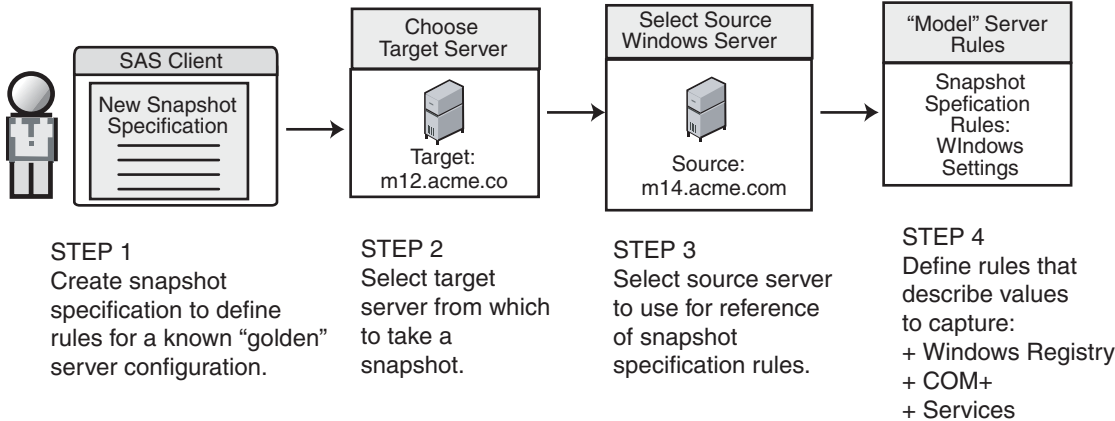 SAS Client
New Snapshot
Specification
Choose
Target Server
Target:
m12.acme.co
Select Source
Windows Server
Source:
m14.acme.com
“Model” Server
Rules
Snapshot
Spefication
Rules:
WIndows
Settings
STEP 1
Create snapshot
specification to define
rules for a known “golden”
server configuration.
STEP 2
Select target
server from which
to take a
snapshot.
STEP 3
Select source server
to use for reference
of snapshot
specification rules.
STEP 4
Define rules that
describe values
to capture:
+ Windows Registry
+ COM+
+ Services